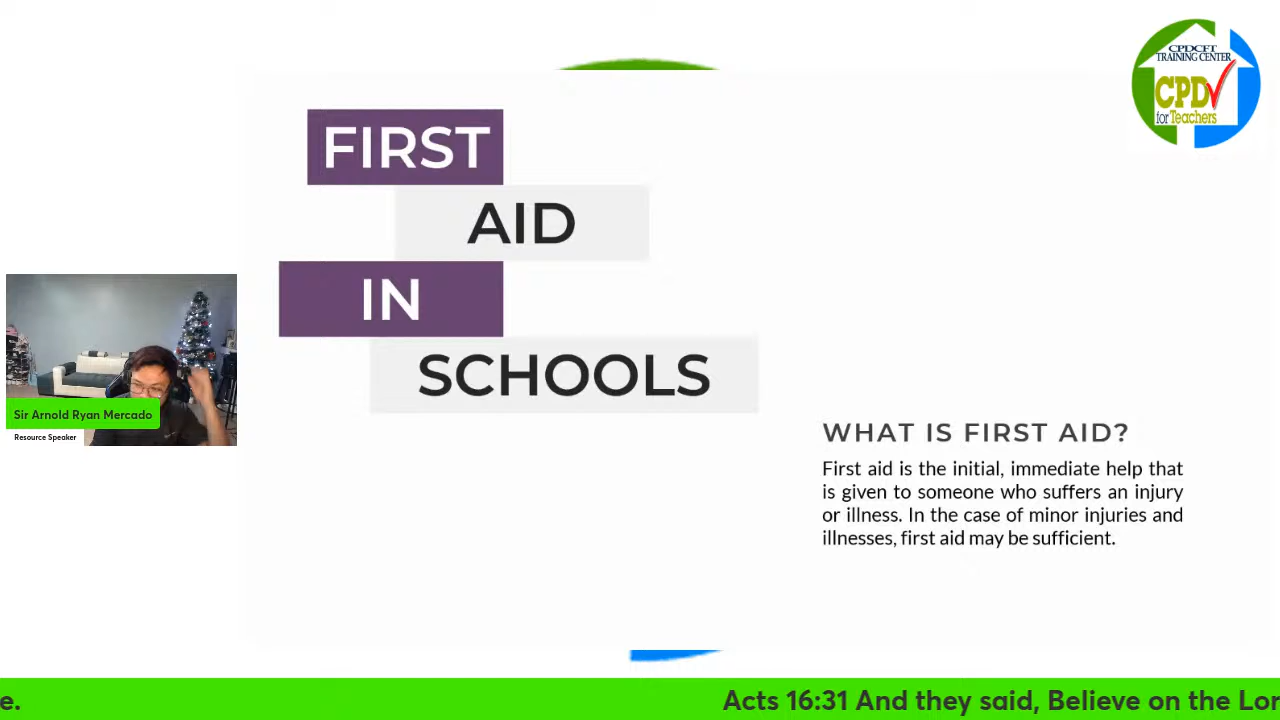 CPDCFT
TRAINING CENTER
CPD
for Teachers
FIRST
AID
IN
SCHOOLS
Sir Arnold Ryan Mercado
Resource Speaker
WHAT IS FIRST AID?
First aid is the initial, immediate help that
is given to someone who suffers an injury
or illness. In the case of minor injuries and
illnesses, first aid may be sufficient.
e. Acts 16:31 And they said, Believe on the Lor